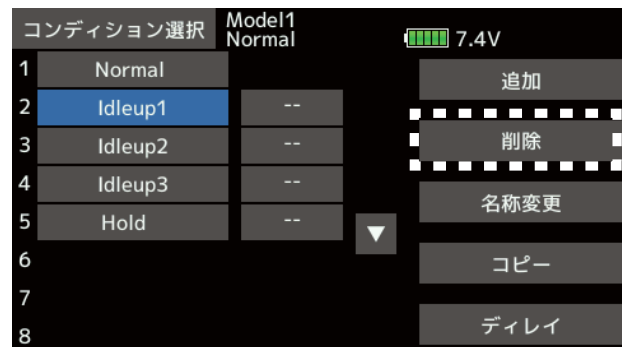 コンディション選択
Model1
Normal
7.4V
1 Normal
2 Idleup1 --
3 Idleup2 --
4 Idleup3 --
5 Hold --
6
7
8
▼
追加
削除
名称変更
コピー
ディレイ